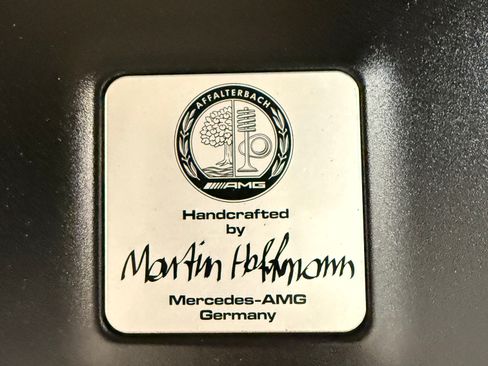 AFFALTERBACH
AMG
Handcrafted
by
Martin Hoffmann
Mercedes-AMG
Germany